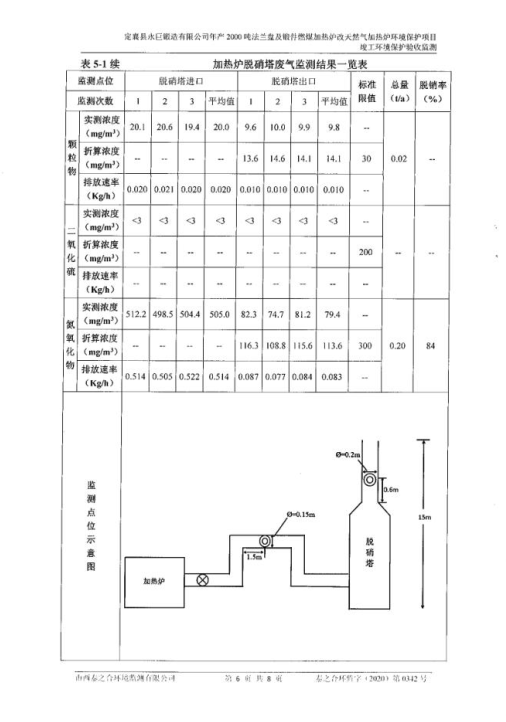 定襄县永巨锻造有限公司年产 2000 吨法兰盘及锻件燃煤加热炉改天然气加热炉环境保护项目
竣工环境保护验收监测
表 5-1 续 加热炉脱硝塔废气监测结果一览表
监测点位 脱硝塔进口 脱硝塔出口 标准限值 总量(t/a) 脱硝率(%)
监测次数 1 2 3 平均值 1 2 3 平均值
颗粒物 实测浓度(mg/m³) 20.1 20.6 19.4 20.0 9.6 10.0 9.9 9.8 -- 
折算浓度(mg/m³) -- -- -- -- 13.6 14.6 14.1 14.1 30 0.02 --
排放速率(Kg/h) 0.020 0.021 0.020 0.020 0.010 0.010 0.010 0.010 --
二氧化硫 实测浓度(mg/m³) <3 <3 <3 <3 <3 <3 <3 <3 --
折算浓度(mg/m³) -- -- -- -- -- -- -- -- 200 -- --
排放速率(Kg/h) -- -- -- -- -- -- -- --
氮氧化物 实测浓度(mg/m³) 512.2 498.5 504.4 505.0 82.3 74.7 81.2 79.4 --
折算浓度(mg/m³) -- -- -- -- 116.3 108.8 115.6 113.6 300 0.20 84
排放速率(Kg/h) 0.514 0.505 0.522 0.514 0.087 0.077 0.084 0.083 --
监测点位示意图
Ø=0.2m
0.6m
15m
Ø=0.15m
1.5m
加热炉
脱硝塔
山西泰之合环境监测有限公司 第 6 页 共 8 页 泰之合环监字（2020）第 0342 号